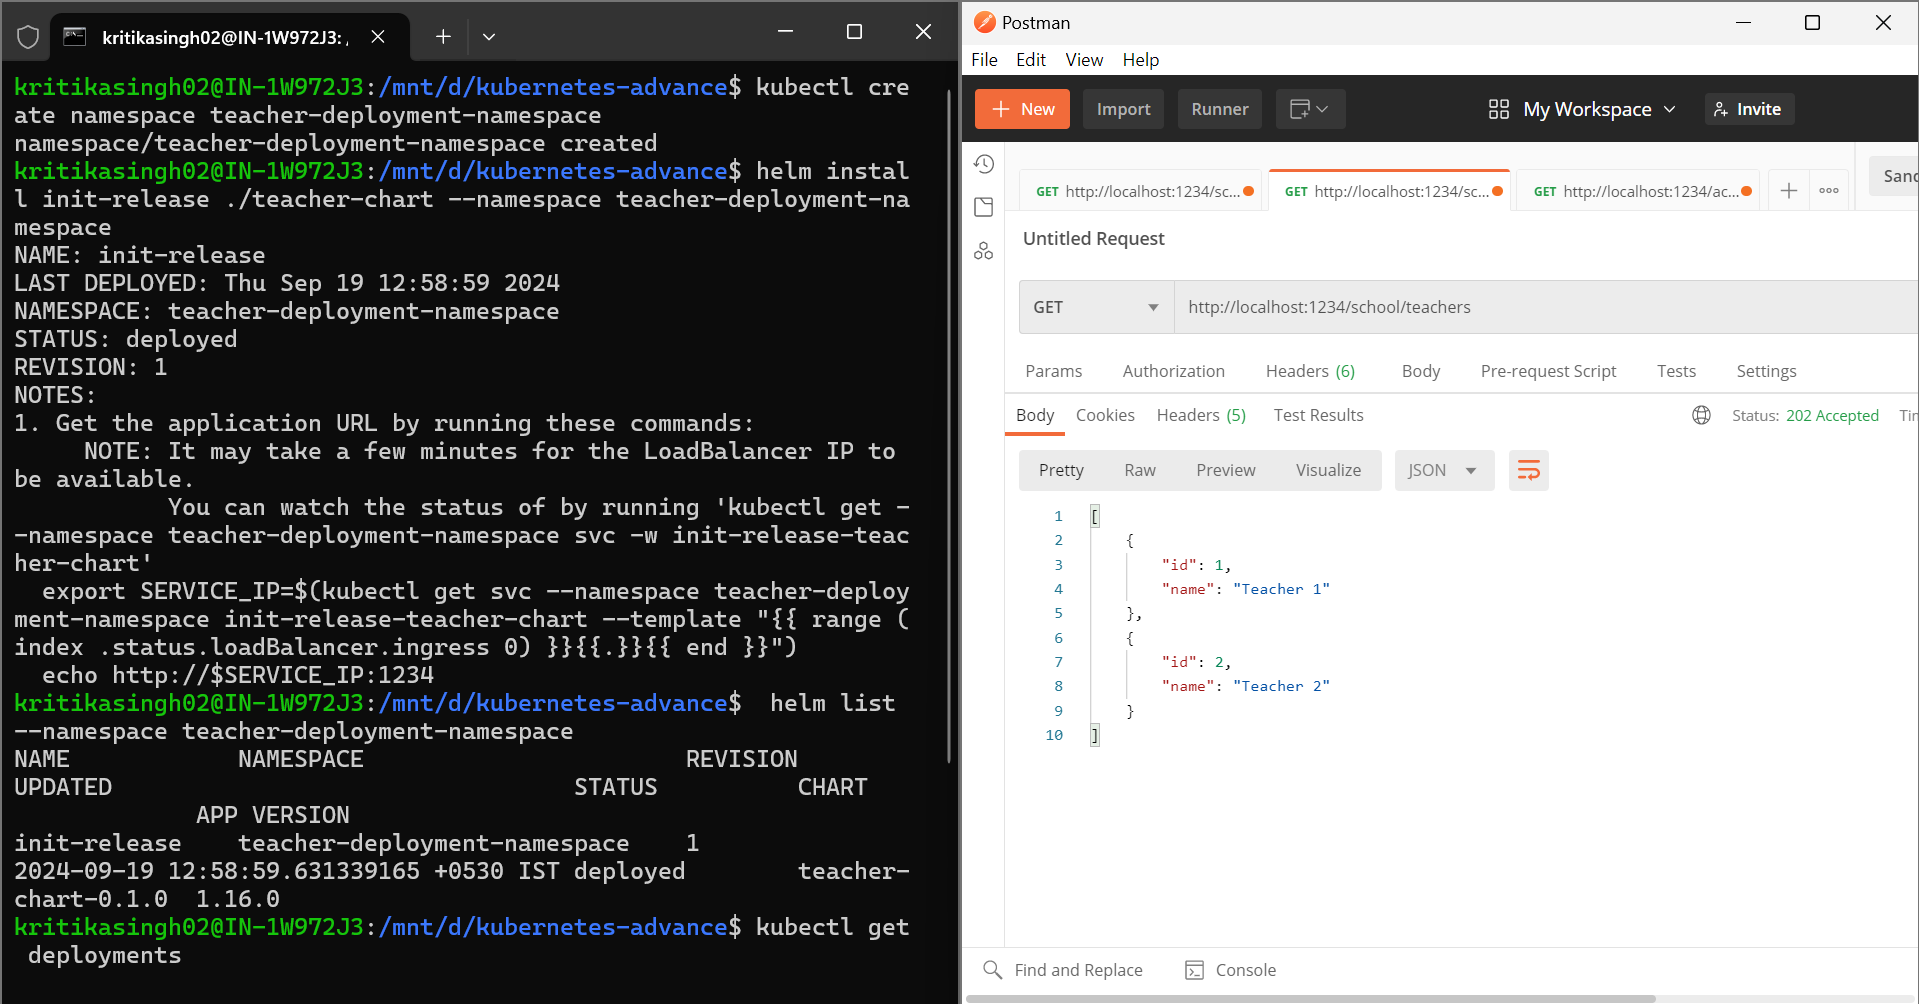 kritikasingh02@IN-1W972J3: /
kritikasingh02@IN-1W972J3:/mnt/d/kubernetes-advance$ kubectl cre
ate namespace teacher-deployment-namespace
namespace/teacher-deployment-namespace created
kritikasingh02@IN-1W972J3:/mnt/d/kubernetes-advance$ helm instal
l init-release ./teacher-chart --namespace teacher-deployment-na
mespace
NAME: init-release
LAST DEPLOYED: Thu Sep 19 12:58:59 2024
NAMESPACE: teacher-deployment-namespace
STATUS: deployed
REVISION: 1
NOTES:
1. Get the application URL by running these commands:
     NOTE: It may take a few minutes for the LoadBalancer IP to
be available.
           You can watch the status of by running 'kubectl get -
-namespace teacher-deployment-namespace svc -w init-release-teac
her-chart'
  export SERVICE_IP=$(kubectl get svc --namespace teacher-deploy
ment-namespace init-release-teacher-chart --template "{{ range (
index .status.loadBalancer.ingress 0) }}{{.}}{{ end }}")
  echo http://$SERVICE_IP:1234
kritikasingh02@IN-1W972J3:/mnt/d/kubernetes-advance$  helm list
--namespace teacher-deployment-namespace
NAME            NAMESPACE                       REVISION
UPDATED                                 STATUS          CHART
             APP VERSION
init-release    teacher-deployment-namespace    1
2024-09-19 12:58:59.631339165 +0530 IST deployed        teacher-
chart-0.1.0  1.16.0
kritikasingh02@IN-1W972J3:/mnt/d/kubernetes-advance$ kubectl get
 deployments
Postman
File Edit View Help
+ New Import Runner My Workspace Invite
GET http://localhost:1234/sc... GET http://localhost:1234/sc... GET http://localhost:1234/ac... + ooo Sand
Untitled Request
GET http://localhost:1234/school/teachers
Params Authorization Headers (6) Body Pre-request Script Tests Settings
Body Cookies Headers (5) Test Results Status: 202 Accepted Tim
Pretty Raw Preview Visualize JSON
1 [
2     {
3         "id": 1,
4         "name": "Teacher 1"
5     },
6     {
7         "id": 2,
8         "name": "Teacher 2"
9     }
10 ]
Find and Replace Console